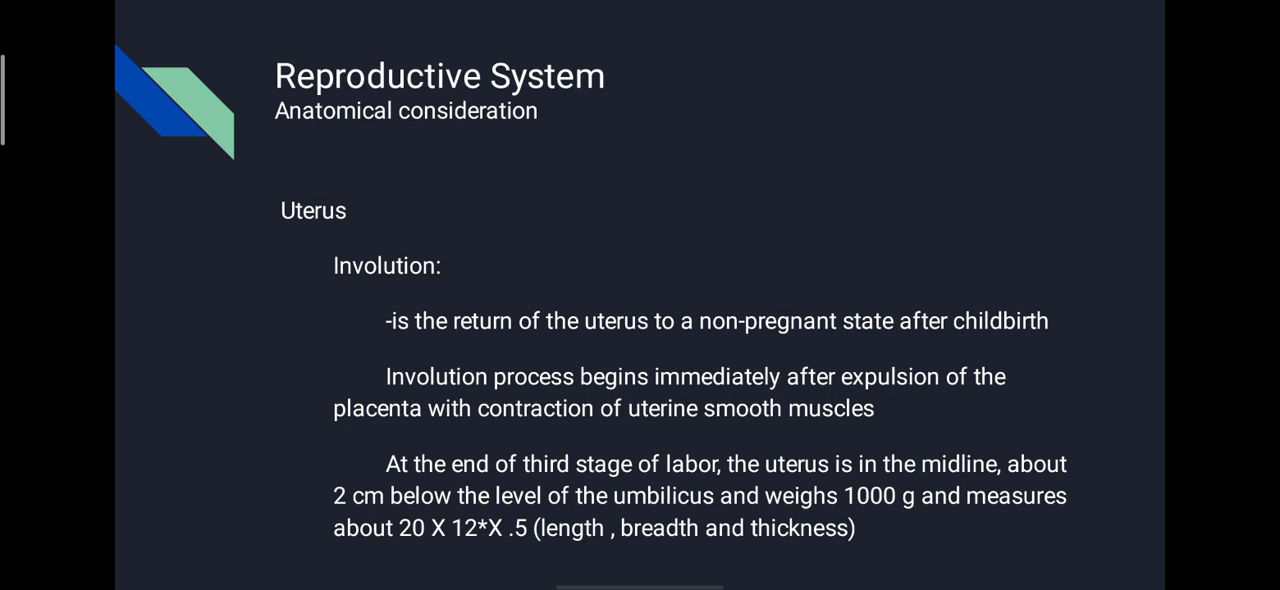 Reproductive System
Anatomical consideration
Uterus
Involution:
-is the return of the uterus to a non-pregnant state after childbirth
Involution process begins immediately after expulsion of the
placenta with contraction of uterine smooth muscles
At the end of third stage of labor, the uterus is in the midline, about
2 cm below the level of the umbilicus and weighs 1000 g and measures
about 20 X 12*X .5 (length , breadth and thickness)